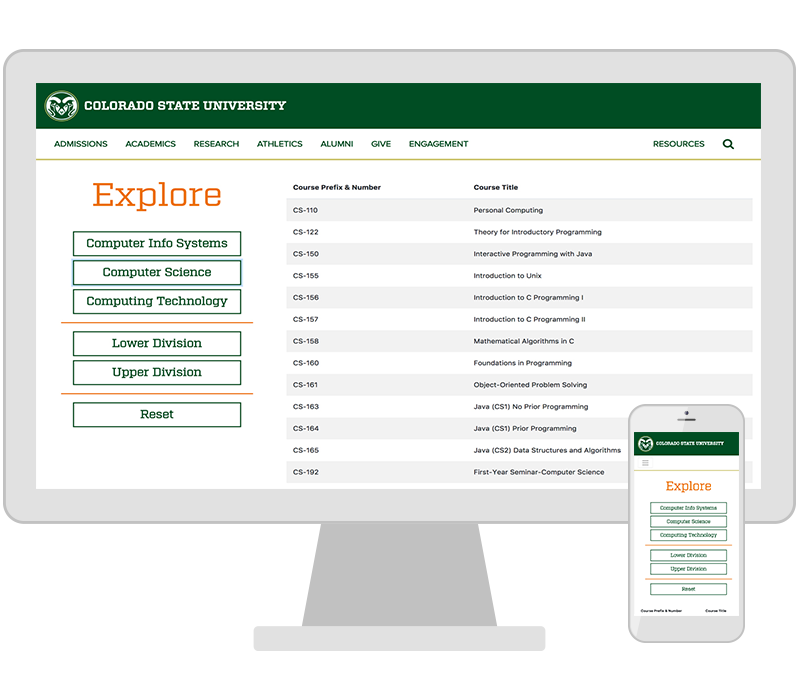 COLORADO STATE UNIVERSITY
ADMISSIONS ACADEMICS RESEARCH ATHLETICS ALUMNI GIVE ENGAGEMENT RESOURCES
Explore
Computer Info Systems
Computer Science
Computing Technology
Lower Division
Upper Division
Reset
Course Prefix & Number Course Title
CS-110 Personal Computing
CS-122 Theory for Introductory Programming
CS-150 Interactive Programming with Java
CS-155 Introduction to Unix
CS-156 Introduction to C Programming I
CS-157 Introduction to C Programming II
CS-158 Mathematical Algorithms in C
CS-160 Foundations in Programming
CS-161 Object-Oriented Problem Solving
CS-163 Java (CS1) No Prior Programming
CS-164 Java (CS1) Prior Programming
CS-165 Java (CS2) Data Structures and Algorithms
CS-192 First-Year Seminar-Computer Science
COLORADO STATE UNIVERSITY
Explore
Computer Info Systems
Computer Science
Computing Technology
Lower Division
Upper Division
Reset
Course Prefix & Number Course Title